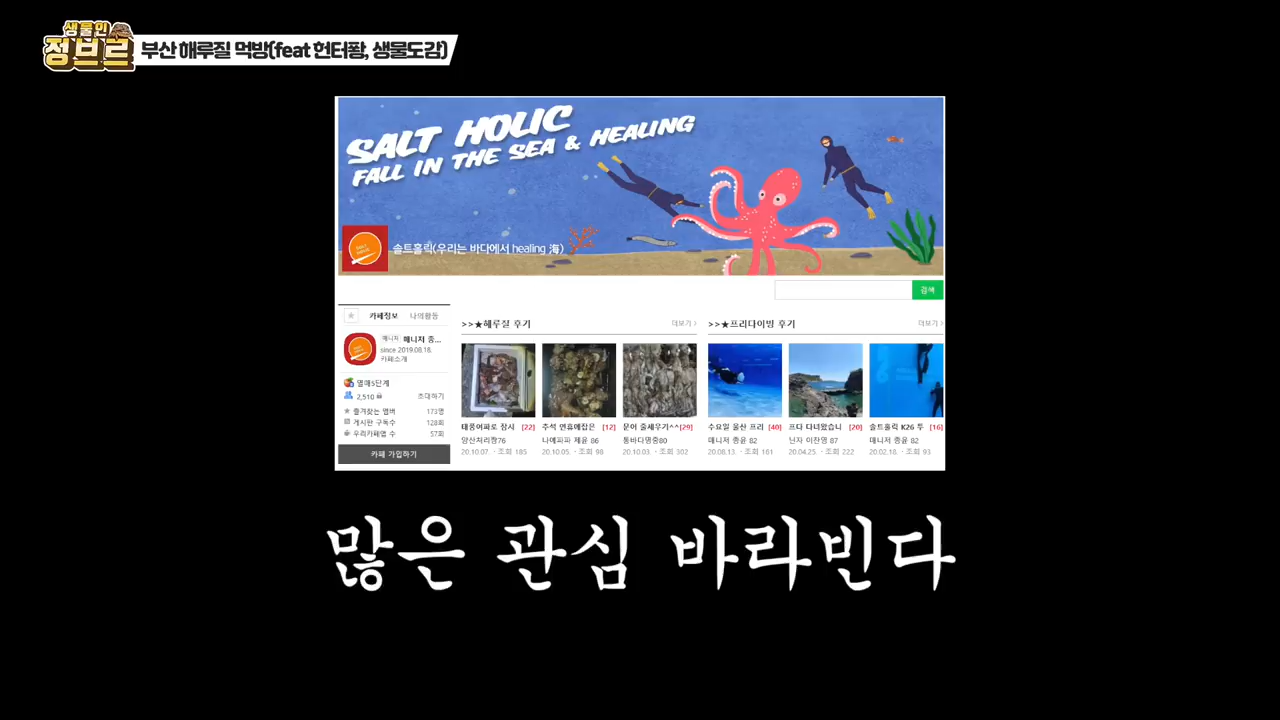 생물인
정브르
부산 해루질 먹방(feat 헌터퐝, 생물도감)
SALT HOLIC
FALL IN THE SEA & HEALING
솔트홀릭(우리는 바다에서 healing 海)
검색
카페정보 나의활동
매니저 매니저 종...
since 2019.08.18.
카페소개
열매5단계
2,510 초대하기
즐겨찾는 멤버 173명
게시판 구독수 128회
우리카페앱 수 57회
카페 가입하기
>>★해루질 후기 더보기 >
태풍여파로 잠시 [22]
양산처리짱76
20.10.07. · 조회 185
추석 연휴에잡은 [12]
나예파파 재윤 86
20.10.05. · 조회 98
문어 줄세우기^^[29]
통바다명중80
20.10.03. · 조회 302
>>★프리다이빙 후기 더보기 >
수요일 울산 프리 [40]
매니저 종윤 82
20.08.13. · 조회 161
프다 다녀왔습니 [20]
닌자 이찬영 87
20.04.25. · 조회 222
솔트홀릭 K26 두 [16]
매니저 종윤 82
20.02.18. · 조회 93
많은 관심 바라빈다